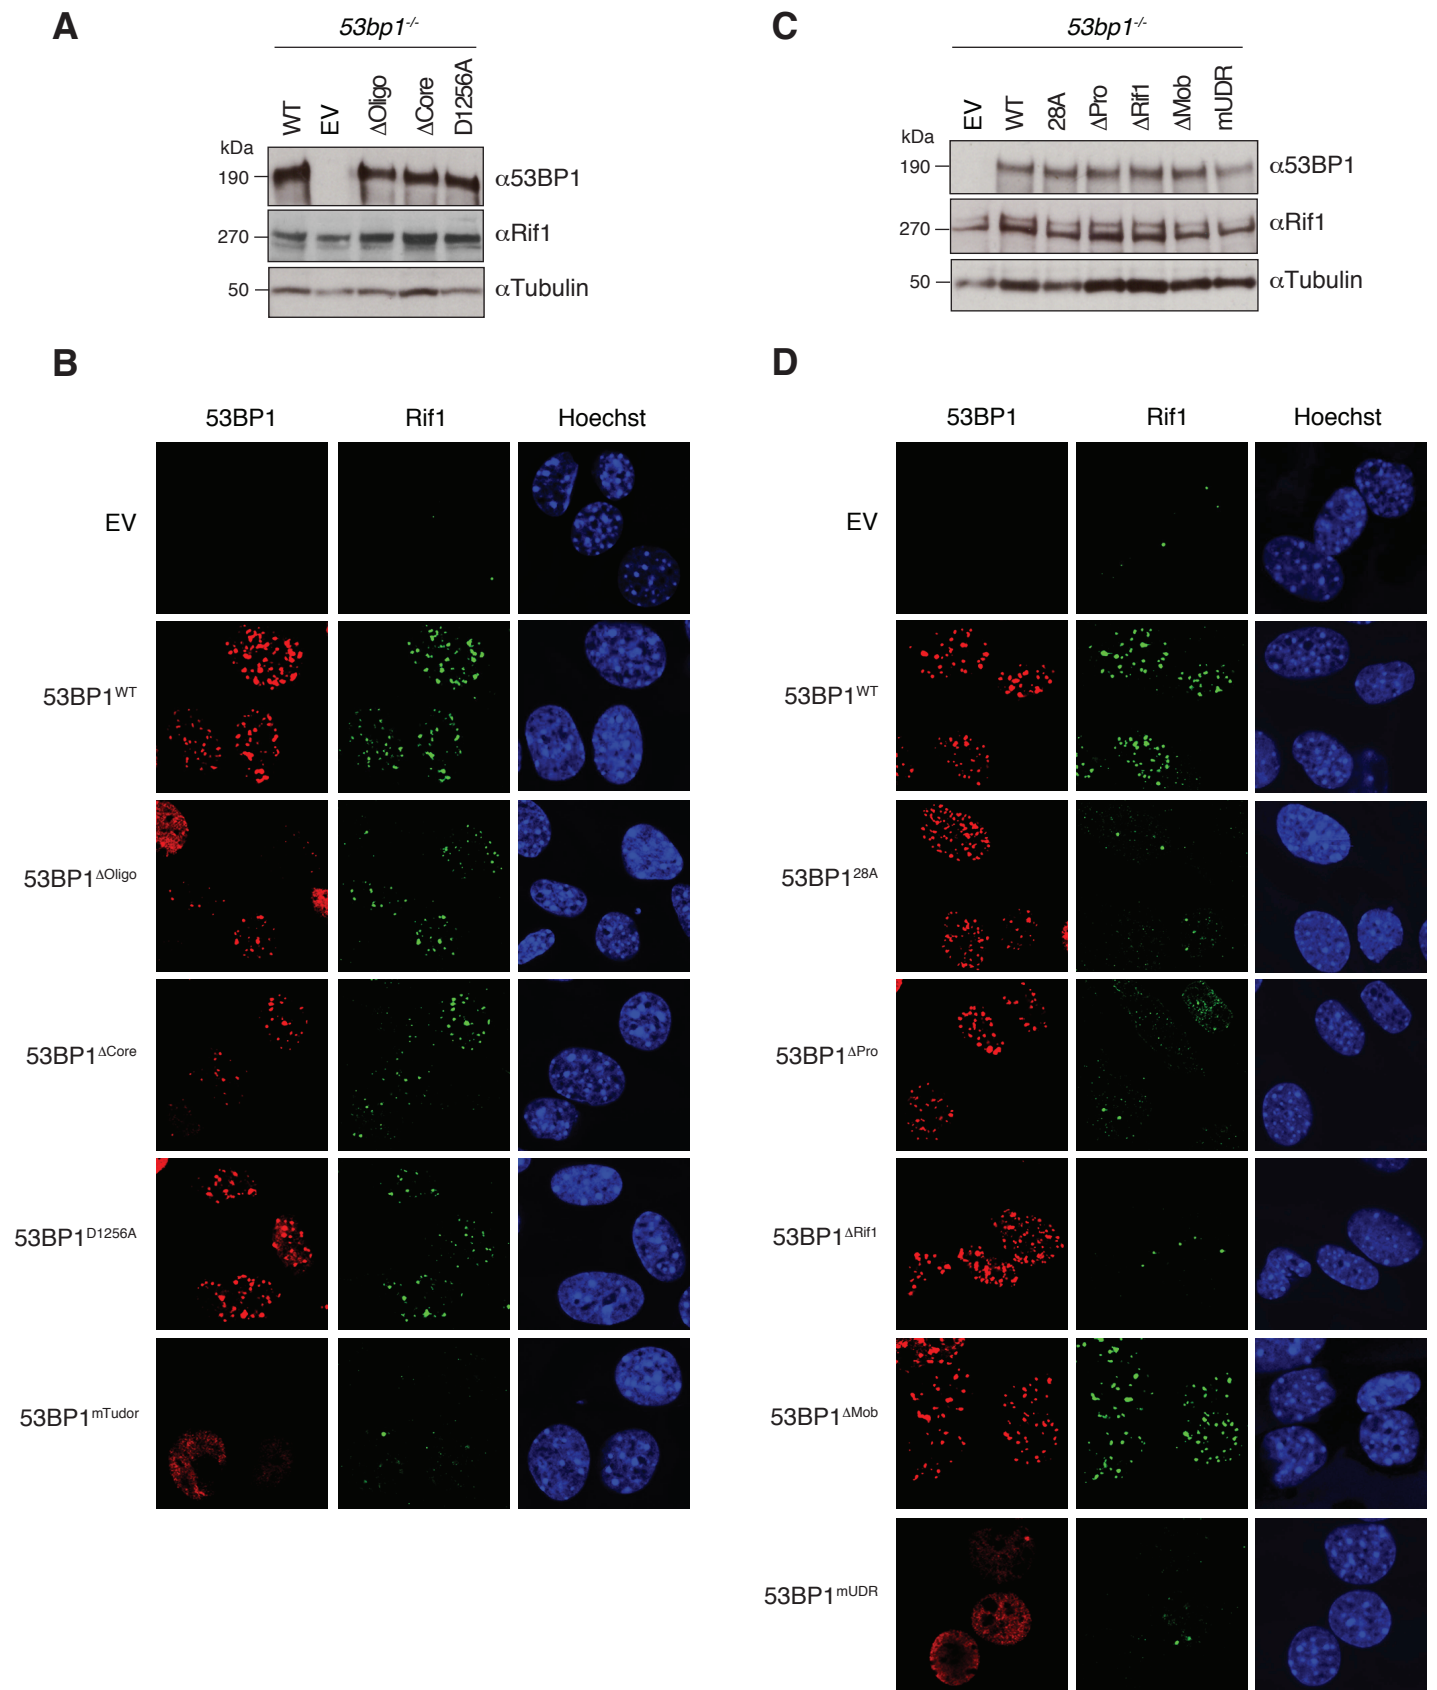 A
53bp1-/-
WT
EV
ΔOligo
ΔCore
D1256A
kDa
190
α53BP1
270
αRif1
50
αTubulin
B
53BP1 Rif1 Hoechst
EV
53BP1WT
53BP1ΔOligo
53BP1ΔCore
53BP1D1256A
53BP1mTudor
C
53bp1-/-
EV
WT
28A
ΔPro
ΔRif1
ΔMob
mUDR
kDa
190
α53BP1
270
αRif1
50
αTubulin
D
53BP1 Rif1 Hoechst
EV
53BP1WT
53BP128A
53BP1ΔPro
53BP1ΔRif1
53BP1ΔMob
53BP1mUDR